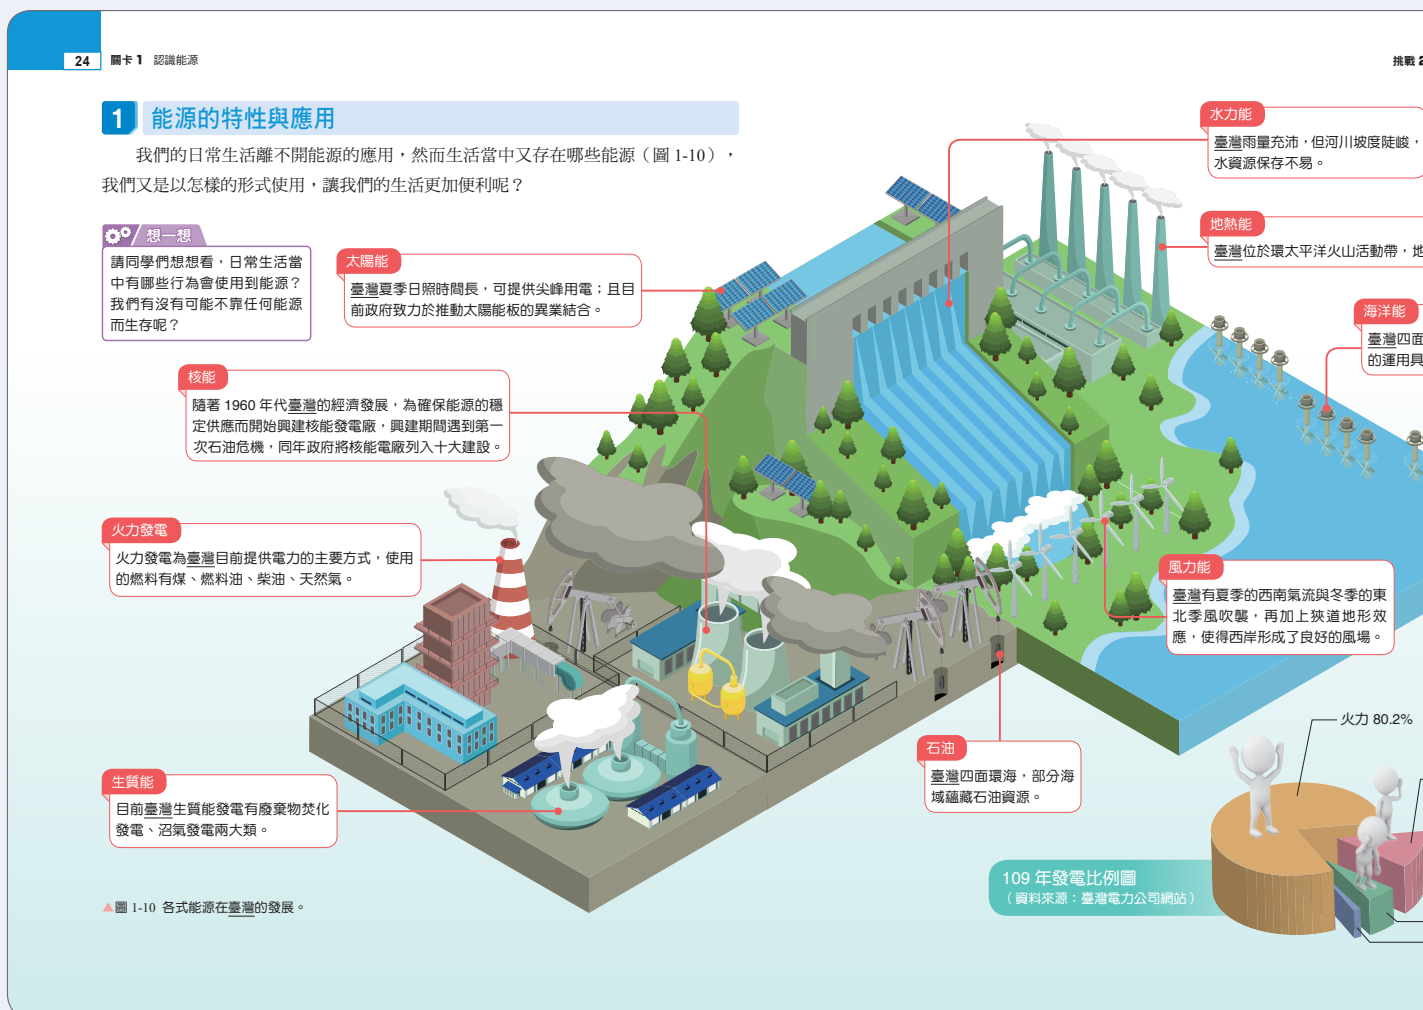 24 關卡 1 認識能源
挑戰 2
1 能源的特性與應用
我們的日常生活離不開能源的應用，然而生活當中又存在哪些能源（圖 1-10），
我們又是以怎樣的形式使用，讓我們的生活更加便利呢？
想一想
請同學們想想看，日常生活當
中有哪些行為會使用到能源？
我們有沒有可能不靠任何能源
而生存呢？
太陽能
臺灣夏季日照時間長，可提供尖峰用電；且目
前政府致力於推動太陽能板的異業結合。
核能
隨著 1960 年代臺灣的經濟發展，為確保能源的穩
定供應而開始興建核能發電廠，興建期間遇到第一
次石油危機，同年政府將核能電廠列入十大建設。
火力發電
火力發電為臺灣目前提供電力的主要方式，使用
的燃料有煤、燃料油、柴油、天然氣。
生質能
目前臺灣生質能發電有廢棄物焚化
發電、沼氣發電兩大類。
▲圖 1-10 各式能源在臺灣的發展。
水力能
臺灣雨量充沛，但河川坡度陡峻，
水資源保存不易。
地熱能
臺灣位於環太平洋火山活動帶，地
海洋能
臺灣四面
的運用具
風力能
臺灣有夏季的西南氣流與冬季的東
北季風吹襲，再加上狹道地形效
應，使得西岸形成了良好的風場。
石油
臺灣四面環海，部分海
域蘊藏石油資源。
火力 80.2%
109 年發電比例圖
（資料來源：臺灣電力公司網站）